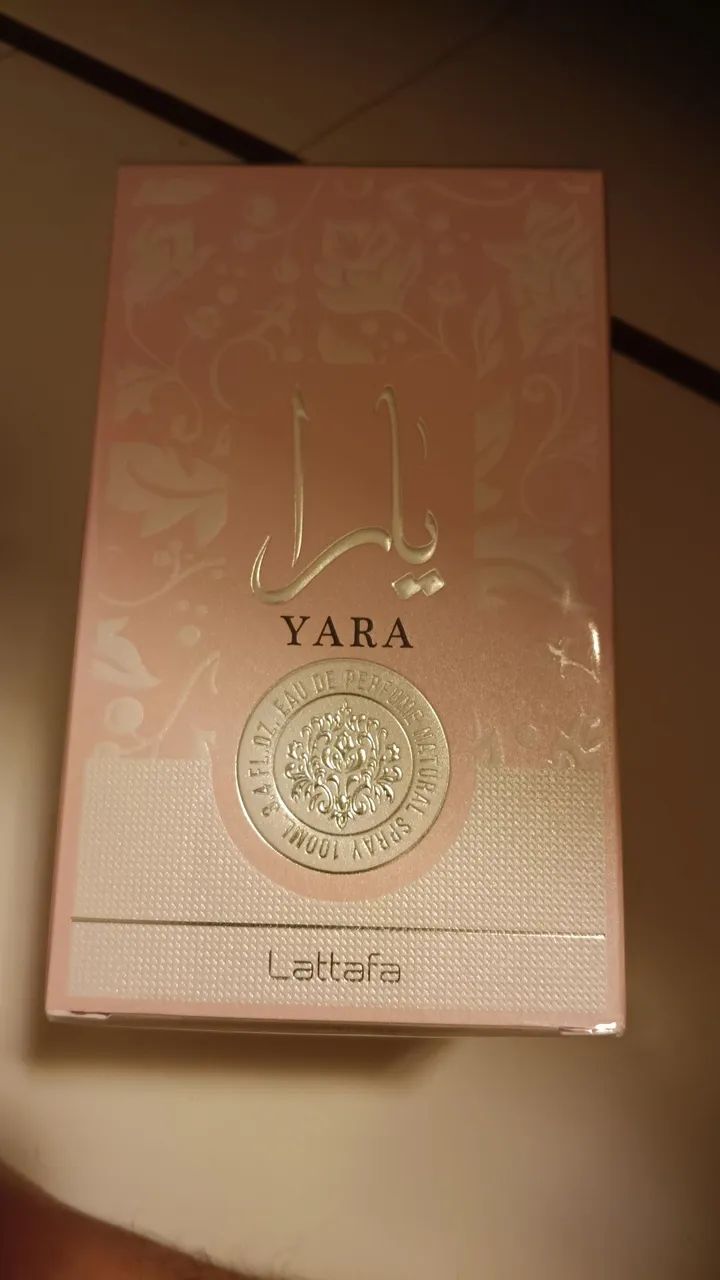 يارا
YARA
EAU DE PERFUME NATURAL SPRAY 100ML 3.4 FL.OZ.
Lattafa